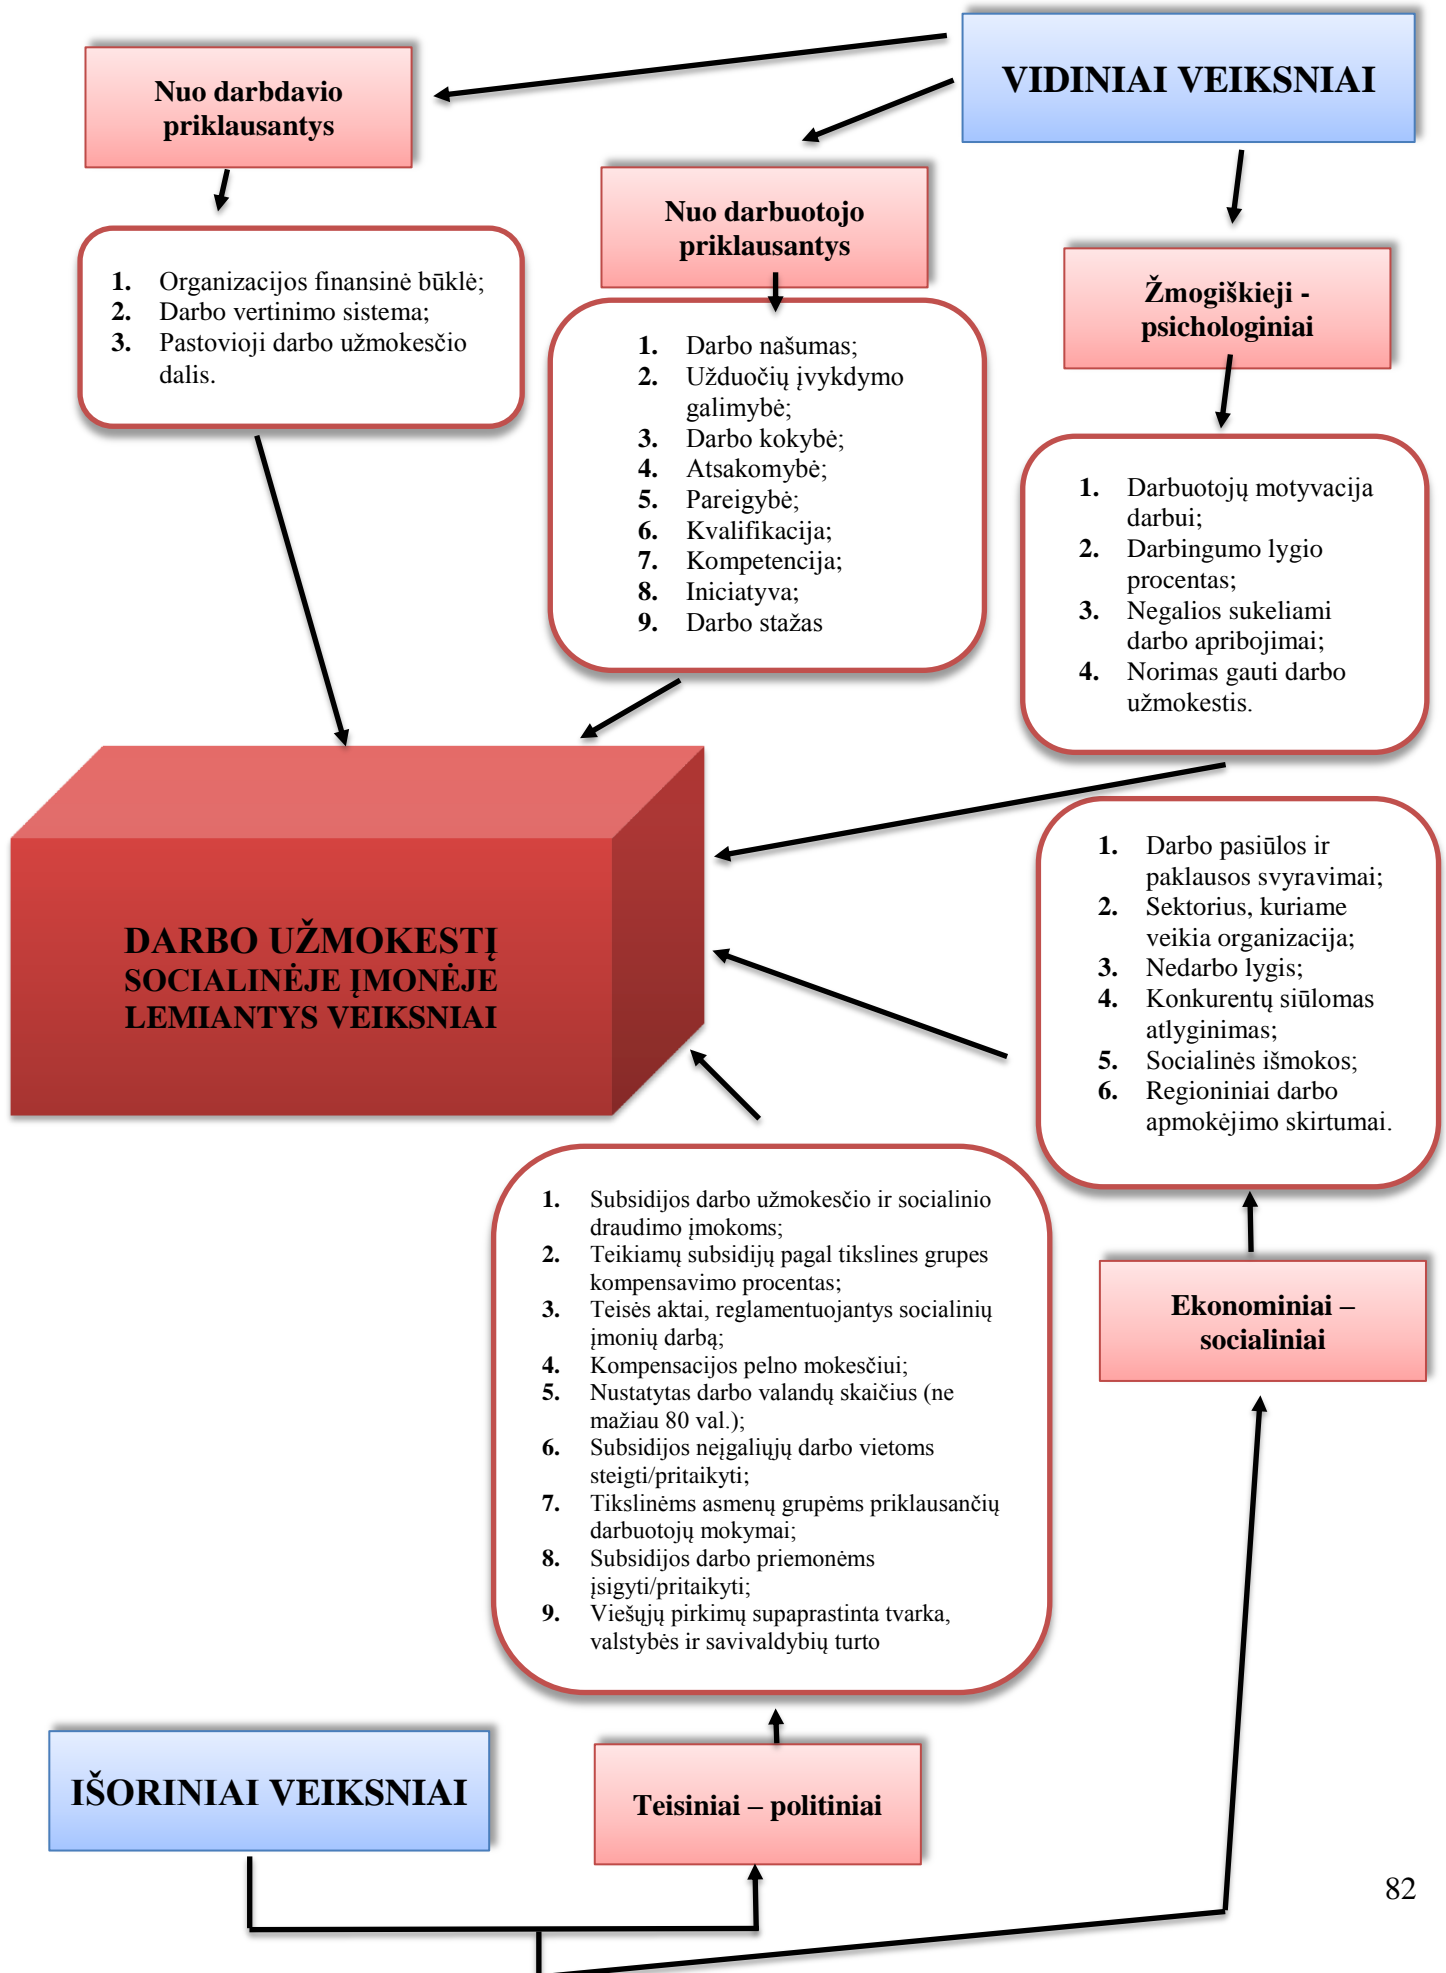 VIDINIAI VEIKSNIAI
Nuo darbdavio
priklausantys
Nuo darbuotojo
priklausantys
Žmogiškieji -
psichologiniai
1. Organizacijos finansinė būklė;
2. Darbo vertinimo sistema;
3. Pastovioji darbo užmokesčio
dalis.
1. Darbo našumas;
2. Užduočių įvykdymo
galimybė;
3. Darbo kokybė;
4. Atsakomybė;
5. Pareigybė;
6. Kvalifikacija;
7. Kompetencija;
8. Iniciatyva;
9. Darbo stažas
1. Darbuotojų motyvacija
darbui;
2. Darbingumo lygio
procentas;
3. Negalios sukeliami
darbo apribojimai;
4. Norimas gauti darbo
užmokestis.
DARBO UŽMOKESTĮ
SOCIALINĖJE ĮMONĖJE
LEMIANTYS VEIKSNIAI
1. Darbo pasiūlos ir
paklausos svyravimai;
2. Sektorius, kuriame
veikia organizacija;
3. Nedarbo lygis;
4. Konkurentų siūlomas
atlyginimas;
5. Socialinės išmokos;
6. Regioniniai darbo
apmokėjimo skirtumai.
1. Subsidijos darbo užmokesčio ir socialinio
draudimo įmokoms;
2. Teikiamų subsidijų pagal tikslines grupes
kompensavimo procentas;
3. Teisės aktai, reglamentuojantys socialinių
įmonių darbą;
4. Kompensacijos pelno mokesčiui;
5. Nustatytas darbo valandų skaičius (ne
mažiau 80 val.);
6. Subsidijos neįgaliųjų darbo vietoms
steigti/pritaikyti;
7. Tikslinėms asmenų grupėms priklausančių
darbuotojų mokymai;
8. Subsidijos darbo priemonėms
įsigyti/pritaikyti;
9. Viešųjų pirkimų supaprastinta tvarka,
valstybės ir savivaldybių turto
Ekonominiai –
socialiniai
IŠORINIAI VEIKSNIAI
Teisiniai – politiniai
82